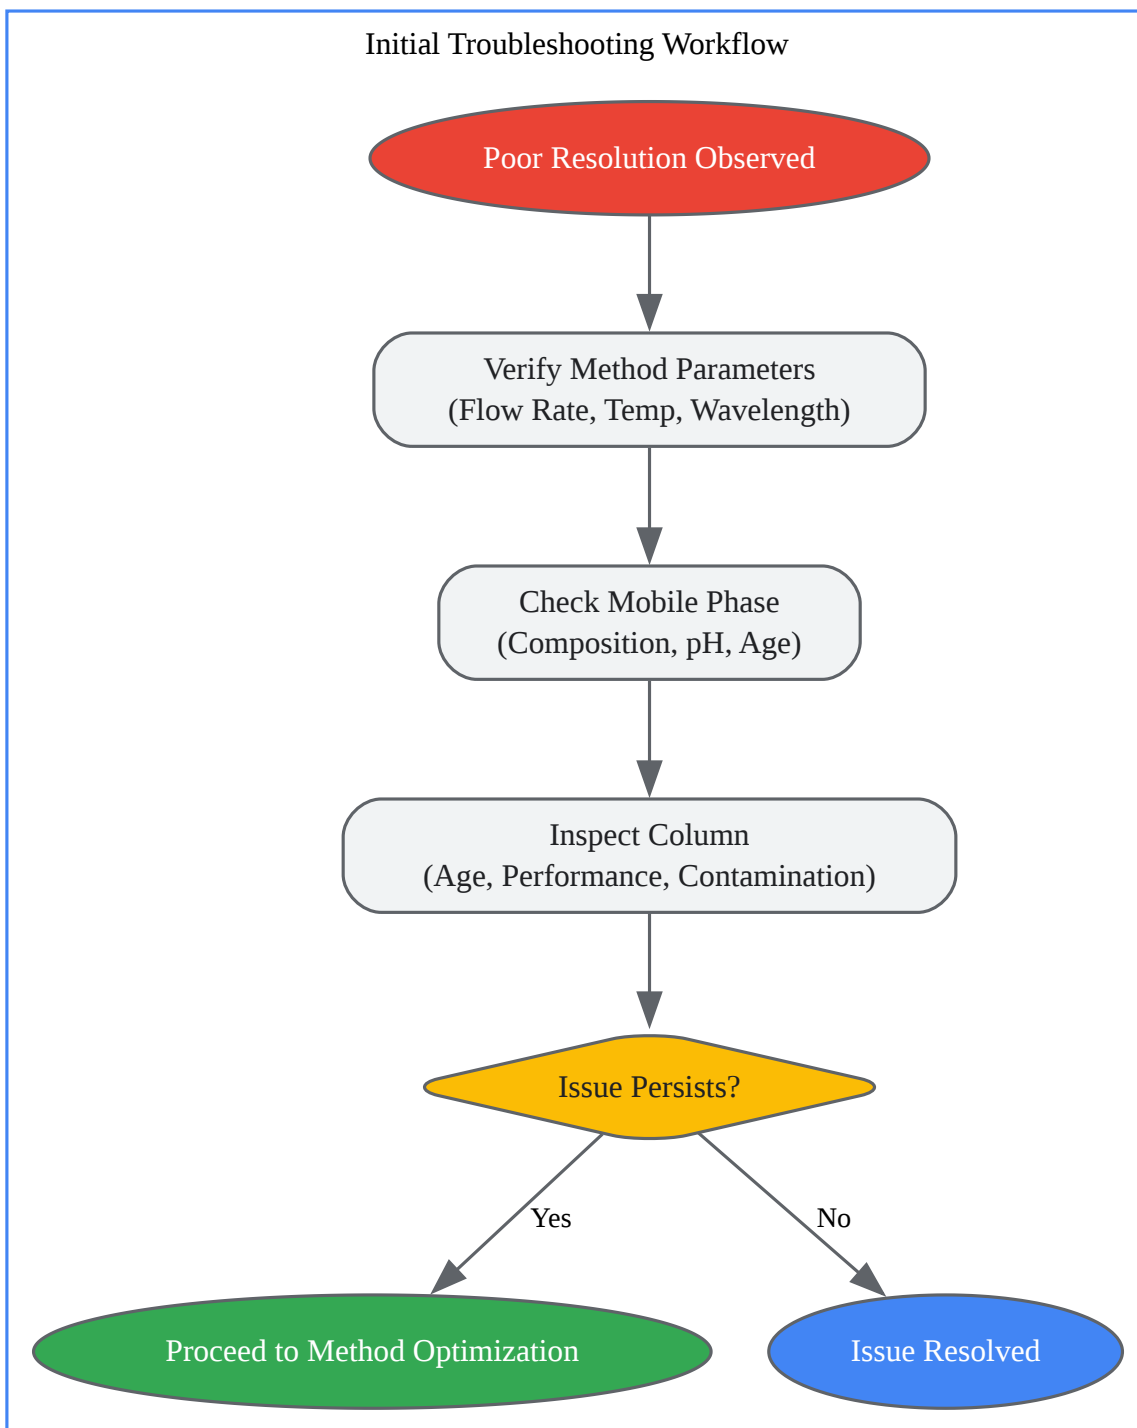 Initial Troubleshooting Workflow
Poor Resolution Observed
Verify Method Parameters
(Flow Rate, Temp, Wavelength)
Check Mobile Phase
(Composition, pH, Age)
Inspect Column
(Age, Performance, Contamination)
Issue Persists?
Yes
No
Proceed to Method Optimization
Issue Resolved